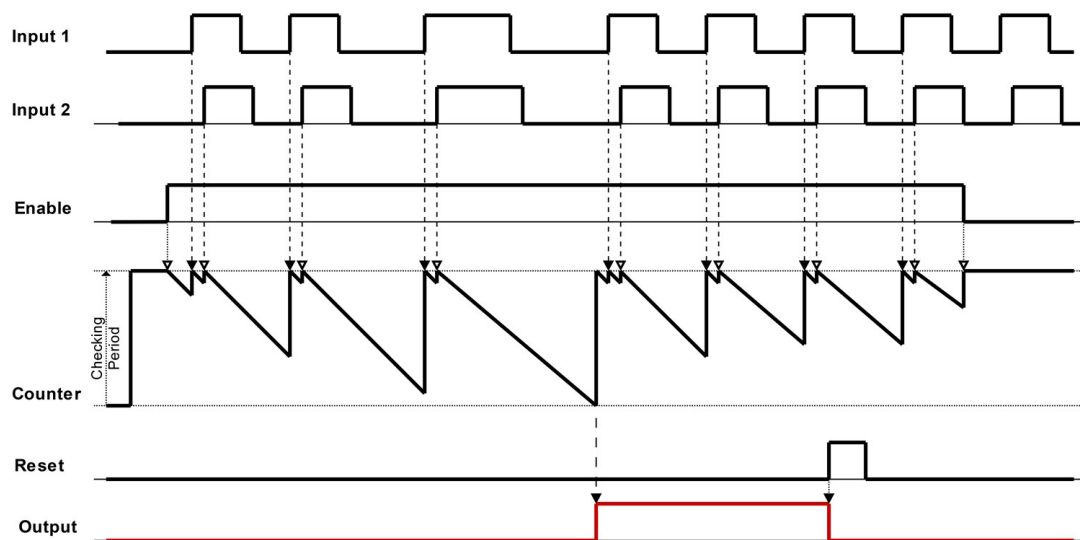 Input 1
Input 2
Enable
Checking
Period
Counter
Reset
Output